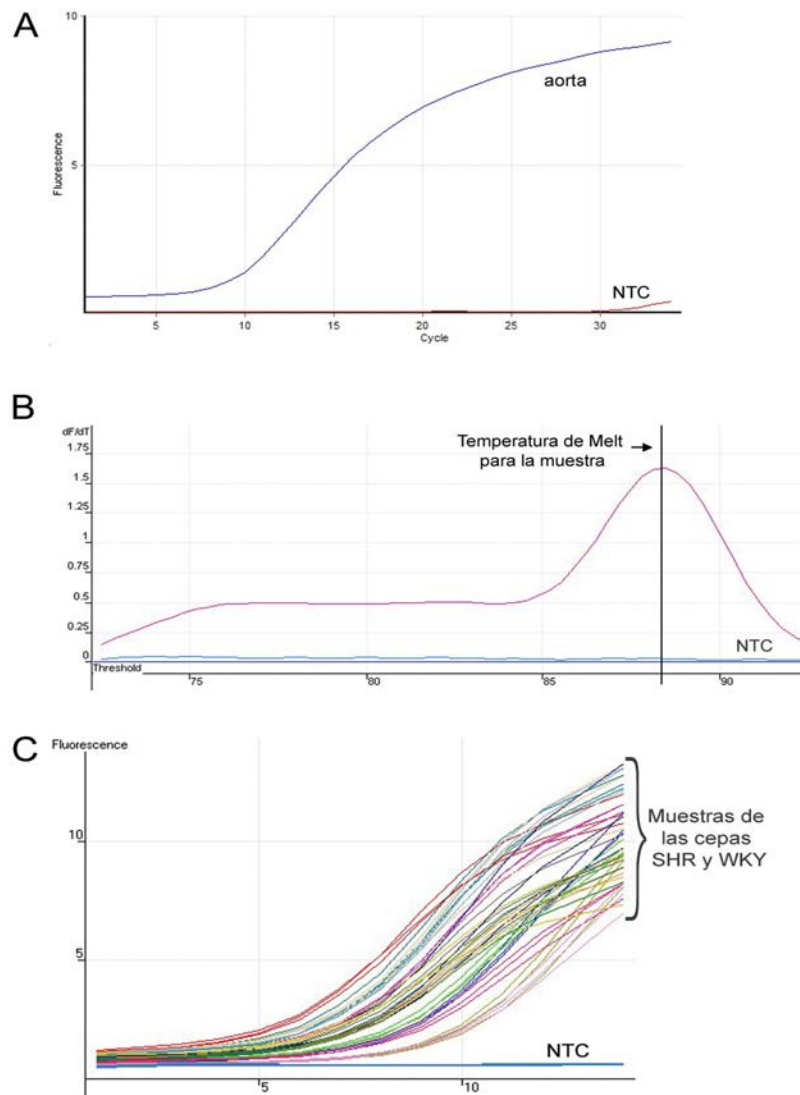 A
10
aorta
Fluorescence
5
NTC
5
10
15
20
25
30
Cycle
B
dF/dT
1.75
Temperatura de Melt
para la muestra
1.5
1.25
1
0.75
0.5
0.25
NTC
0
Threshold
75
80
85
90
C
Fluorescence
10
Muestras de
las cepas
SHR y WKY
5
NTC
5
10